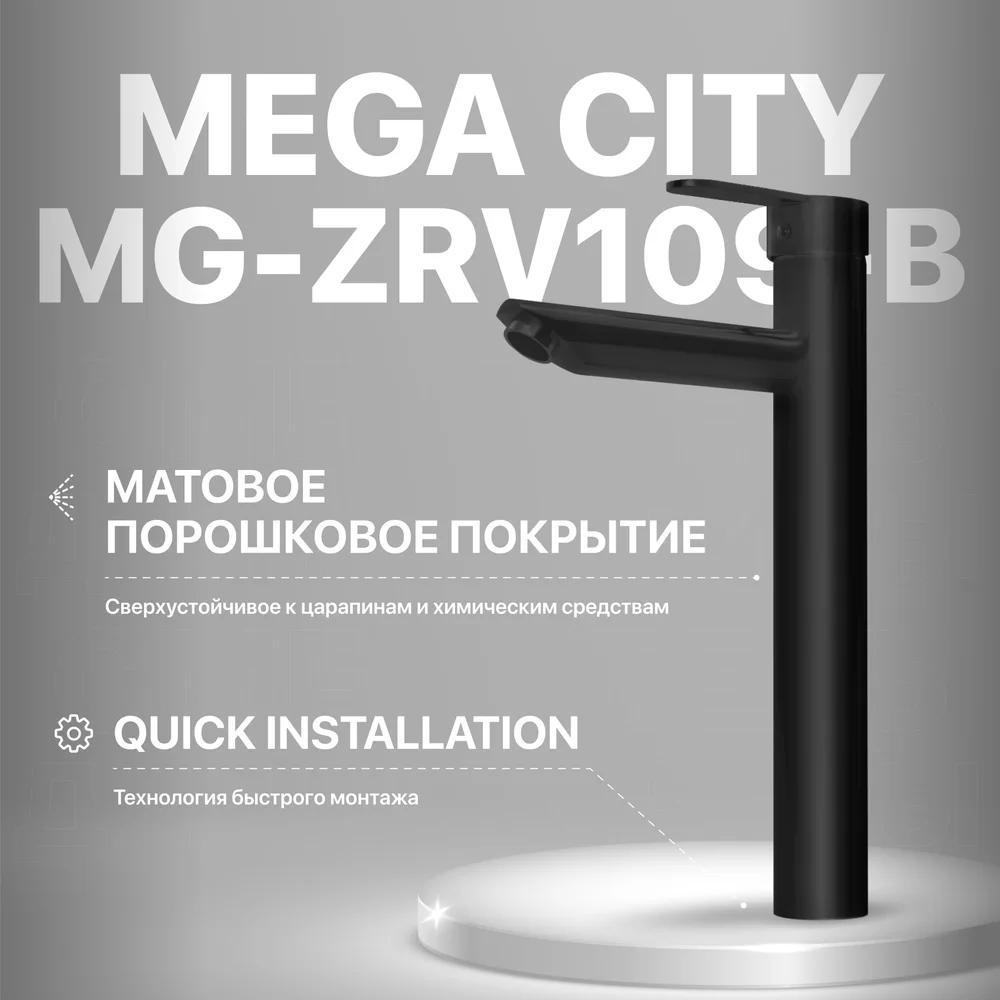 MEGA CITY
MG-ZRV109-B
МАТОВОЕ
ПОРОШКОВОЕ ПОКРЫТИЕ
Сверхустойчивое к царапинам и химическим средствам
QUICK INSTALLATION
Технология быстрого монтажа